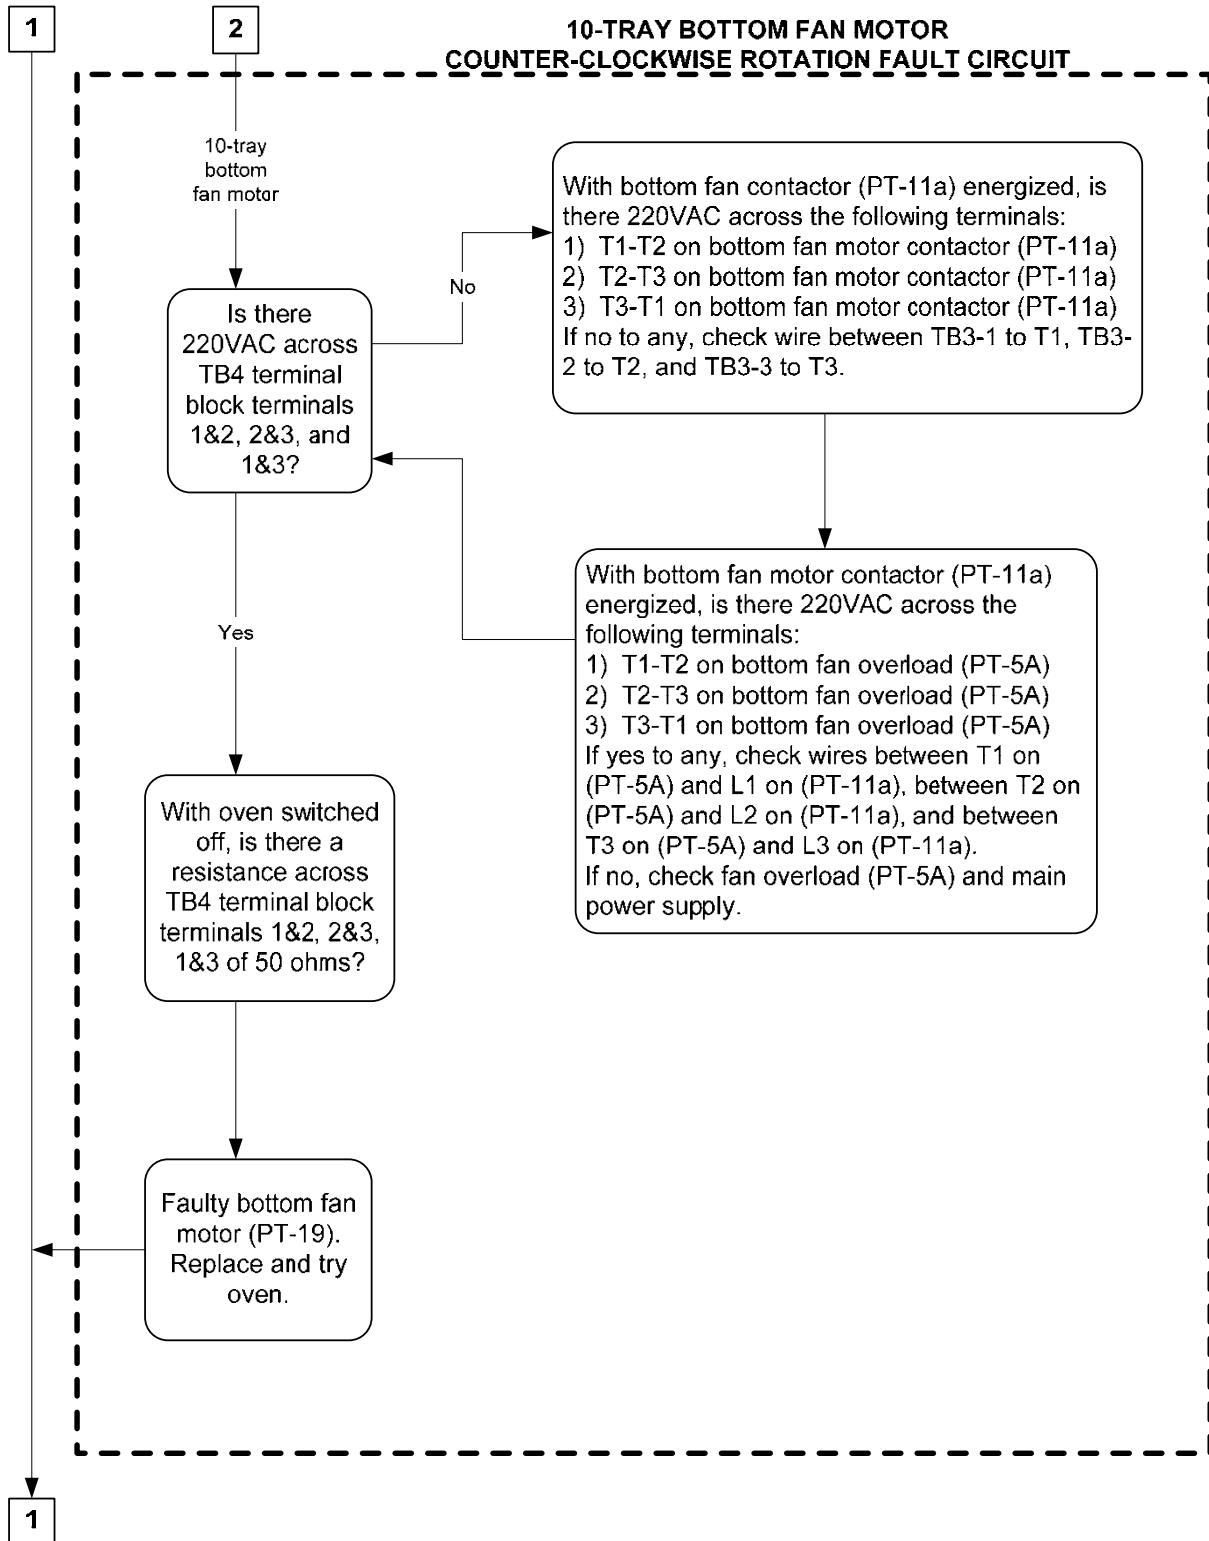 1
2
10-TRAY BOTTOM FAN MOTOR
COUNTER-CLOCKWISE ROTATION FAULT CIRCUIT
10-tray
bottom
fan motor
With bottom fan contactor (PT-11a) energized, is
there 220VAC across the following terminals:
1) T1-T2 on bottom fan motor contactor (PT-11a)
2) T2-T3 on bottom fan motor contactor (PT-11a)
3) T3-T1 on bottom fan motor contactor (PT-11a)
If no to any, check wire between TB3-1 to T1, TB3-
2 to T2, and TB3-3 to T3.
No
Is there
220VAC across
TB4 terminal
block terminals
1&2, 2&3, and
1&3?
With bottom fan motor contactor (PT-11a)
energized, is there 220VAC across the
following terminals:
1) T1-T2 on bottom fan overload (PT-5A)
2) T2-T3 on bottom fan overload (PT-5A)
3) T3-T1 on bottom fan overload (PT-5A)
If yes to any, check wires between T1 on
(PT-5A) and L1 on (PT-11a), between T2 on
(PT-5A) and L2 on (PT-11a), and between
T3 on (PT-5A) and L3 on (PT-11a).
If no, check fan overload (PT-5A) and main
power supply.
Yes
With oven switched
off, is there a
resistance across
TB4 terminal block
terminals 1&2, 2&3,
1&3 of 50 ohms?
Faulty bottom fan
motor (PT-19).
Replace and try
oven.
1